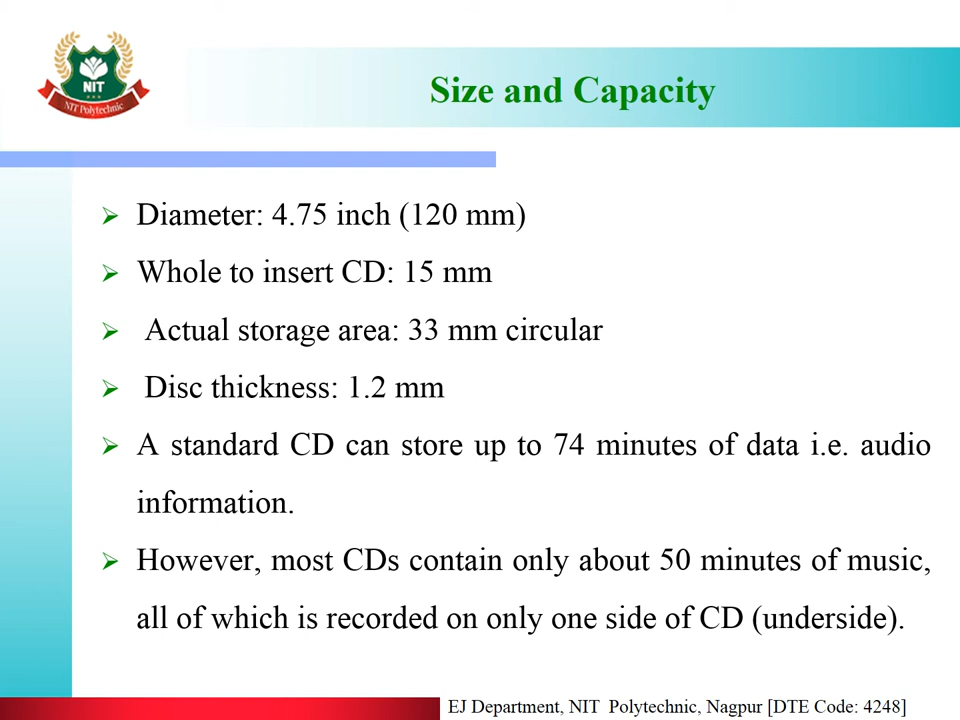 NIT
NIT Polytechnic
Size and Capacity
Diameter: 4.75 inch (120 mm)
Whole to insert CD: 15 mm
Actual storage area: 33 mm circular
Disc thickness: 1.2 mm
A standard CD can store up to 74 minutes of data i.e. audio
information.
However, most CDs contain only about 50 minutes of music,
all of which is recorded on only one side of CD (underside).
EJ Department, NIT Polytechnic, Nagpur [DTE Code: 4248]